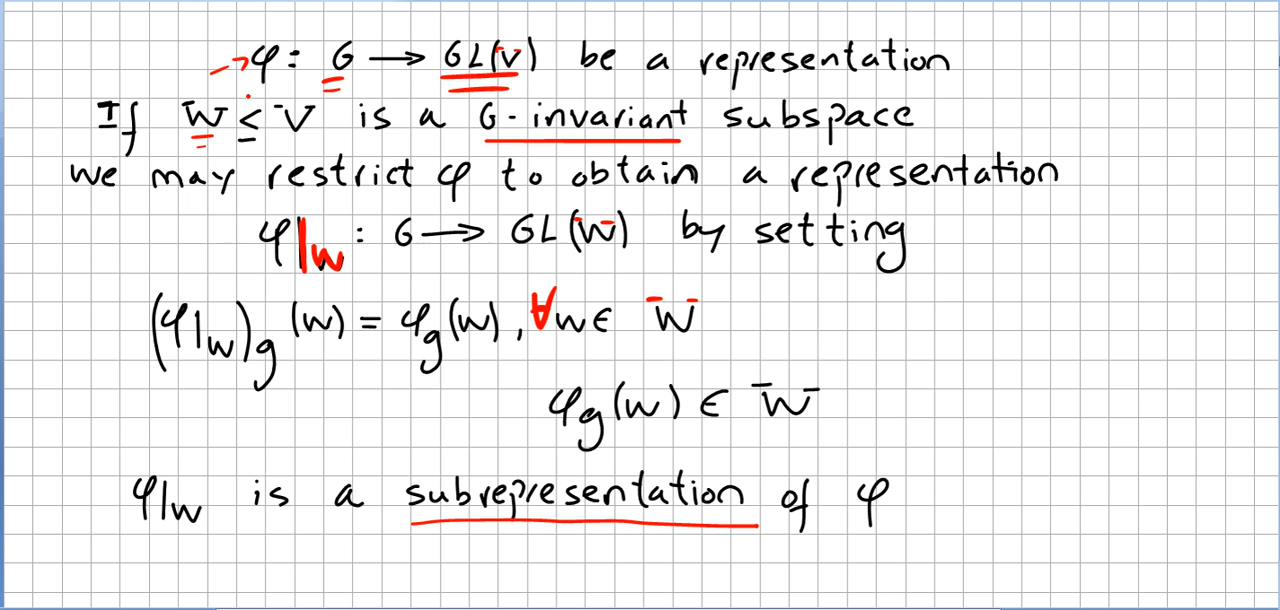 φ: G → GL(V) be a representation
If W ≤ V is a G-invariant subspace
we may restrict φ to obtain a representation
φ|w : G → GL(W) by setting
(φ|w)g (w) = φg(w), ∀w ∈ W
φg(w) ∈ W
φ|w is a subrepresentation of φ